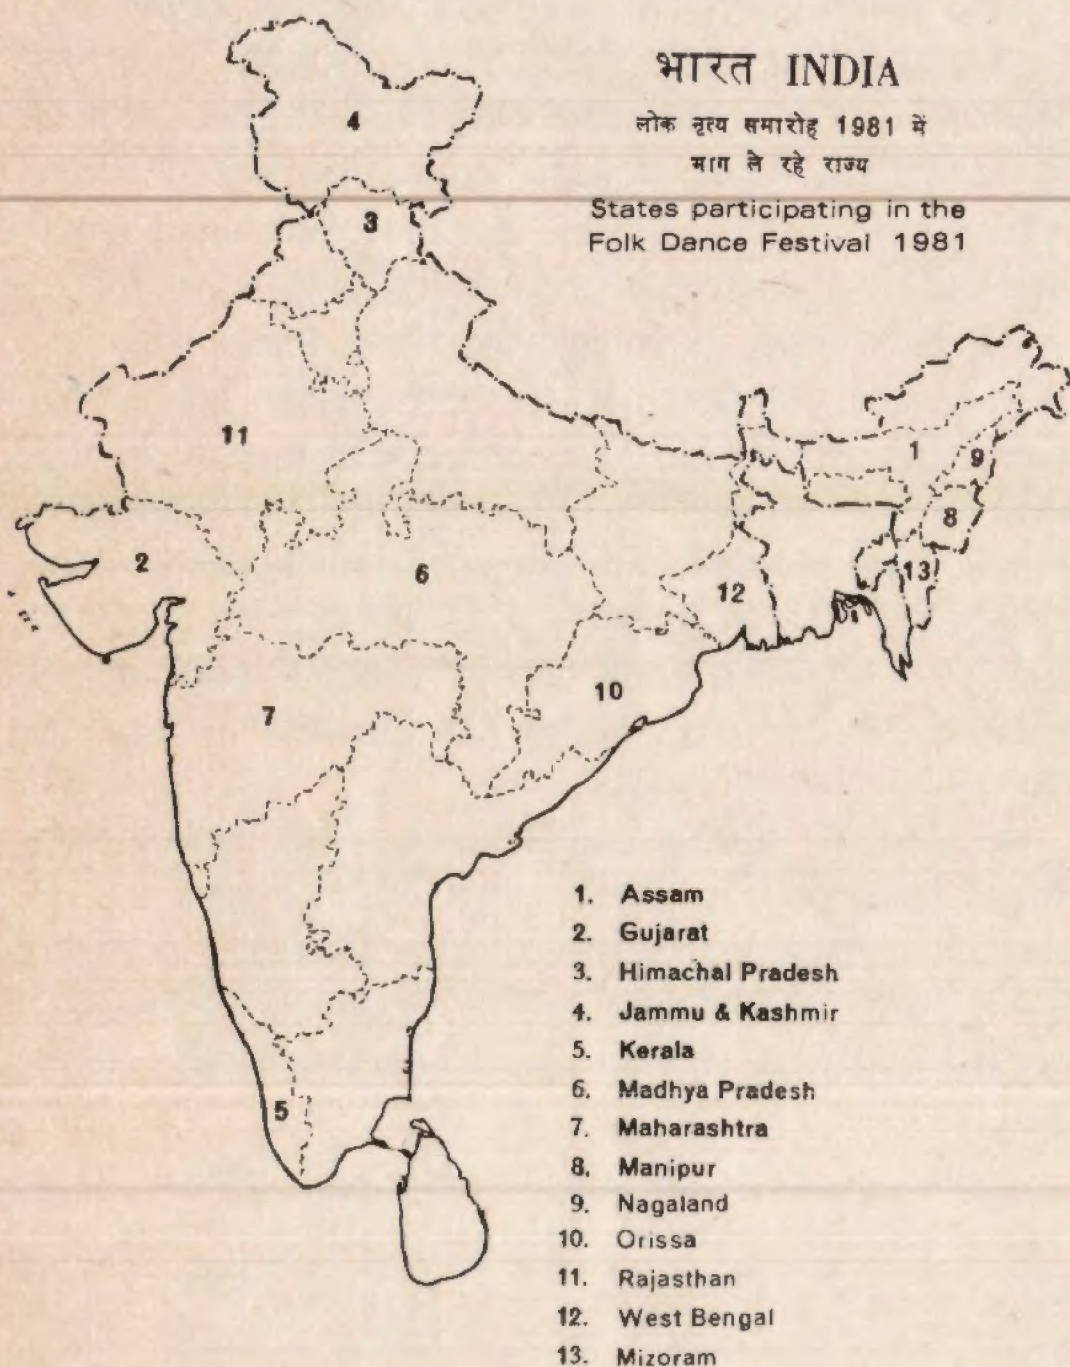 भारत INDIA
लोक नृत्य समारोह 1981 में
भाग ले रहे राज्य
States participating in the
Folk Dance Festival 1981
4
3
11
1
9
8
2
6
13
12
10
7
5
1. Assam
2. Gujarat
3. Himachal Pradesh
4. Jammu & Kashmir
5. Kerala
6. Madhya Pradesh
7. Maharashtra
8. Manipur
9. Nagaland
10. Orissa
11. Rajasthan
12. West Bengal
13. Mizoram